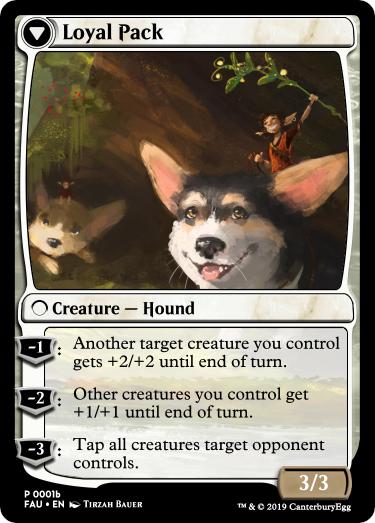 Loyal Pack
Creature — Hound
-1: Another target creature you control
gets +2/+2 until end of turn.
-2: Other creatures you control get
+1/+1 until end of turn.
-3: Tap all creatures target opponent
controls.
3/3
P 0001b
FAU • EN Tirzah Bauer
™ & © 2019 CanterburyEgg